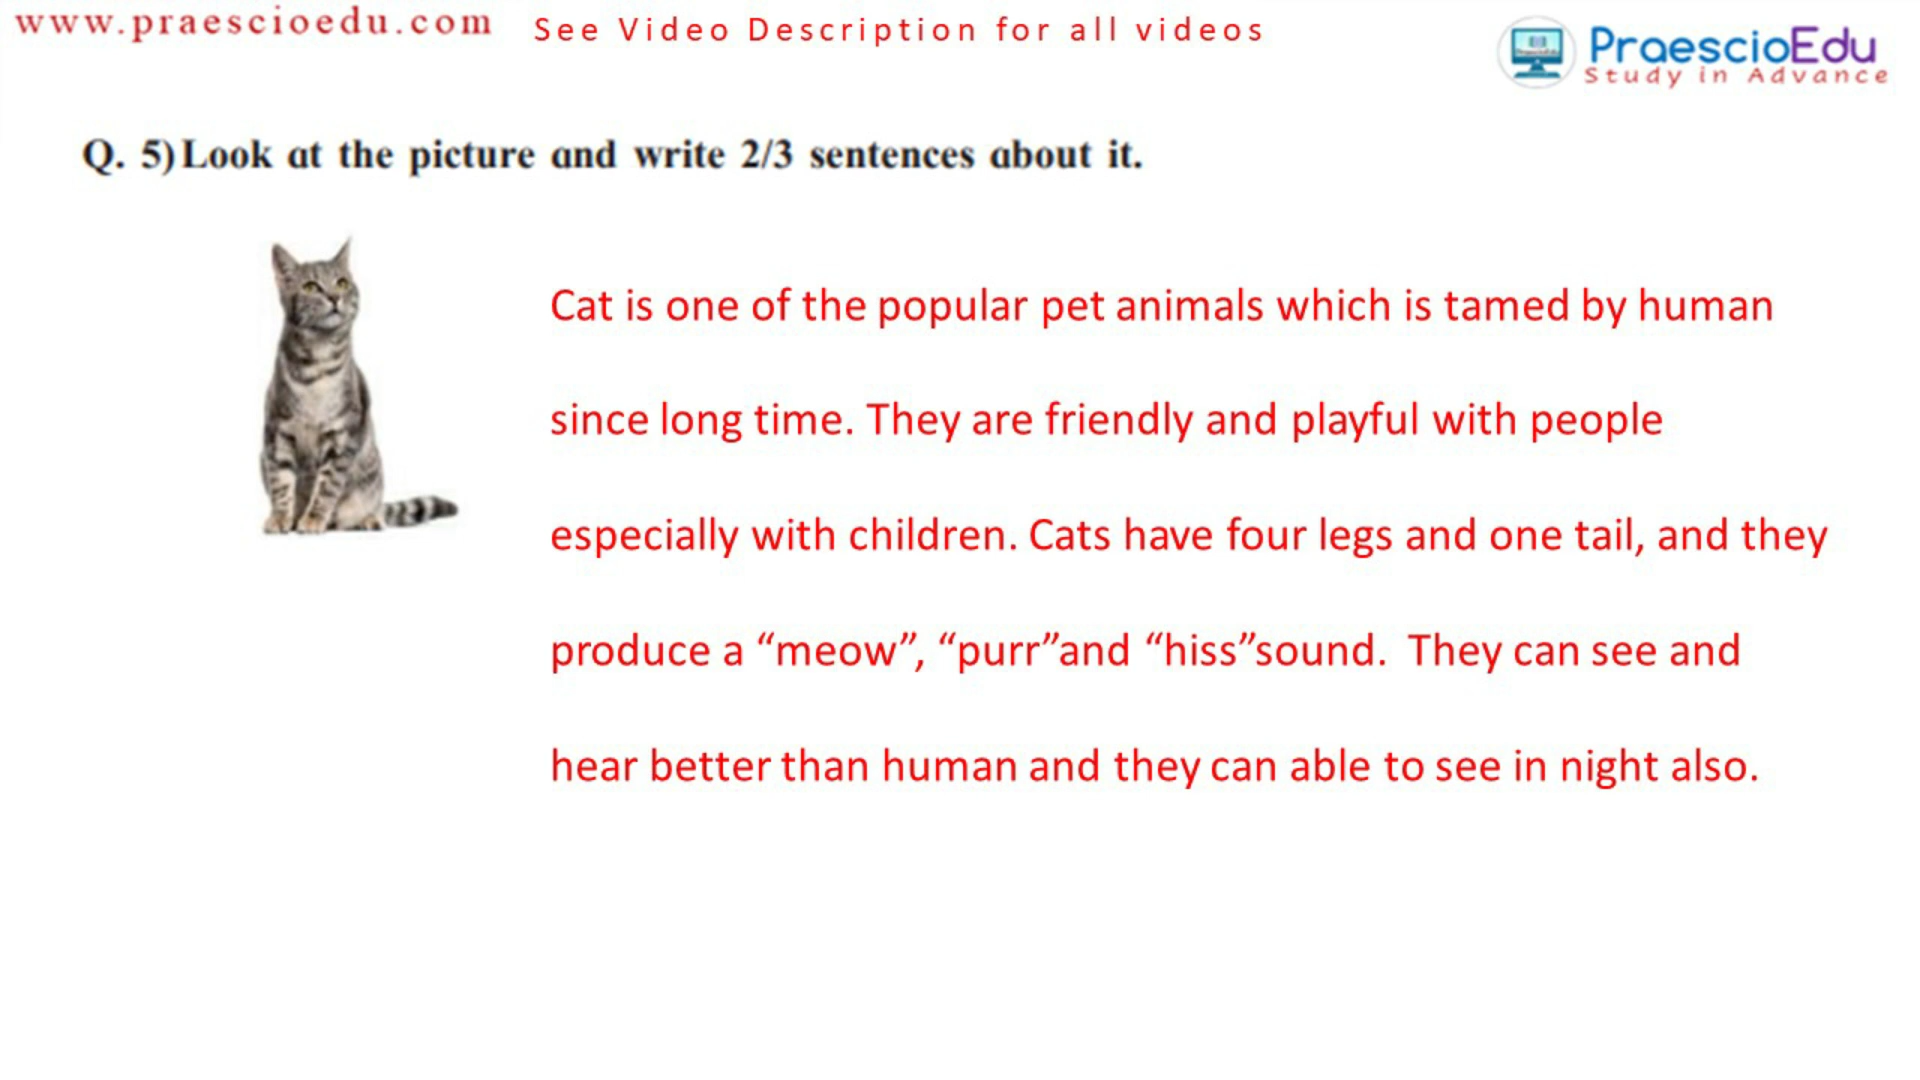 www.praescioedu.com See Video Description for all videos
PraescioEdu
Study in Advance
Q. 5) Look at the picture and write 2/3 sentences about it.
Cat is one of the popular pet animals which is tamed by human
since long time. They are friendly and playful with people
especially with children. Cats have four legs and one tail, and they
produce a “meow”, “purr”and “hiss”sound. They can see and
hear better than human and they can able to see in night also.